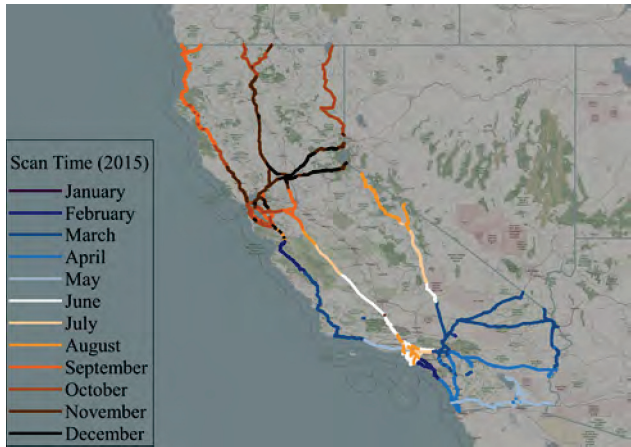 Scan Time (2015)
January
February
March
April
May
June
July
August
September
October
November
December